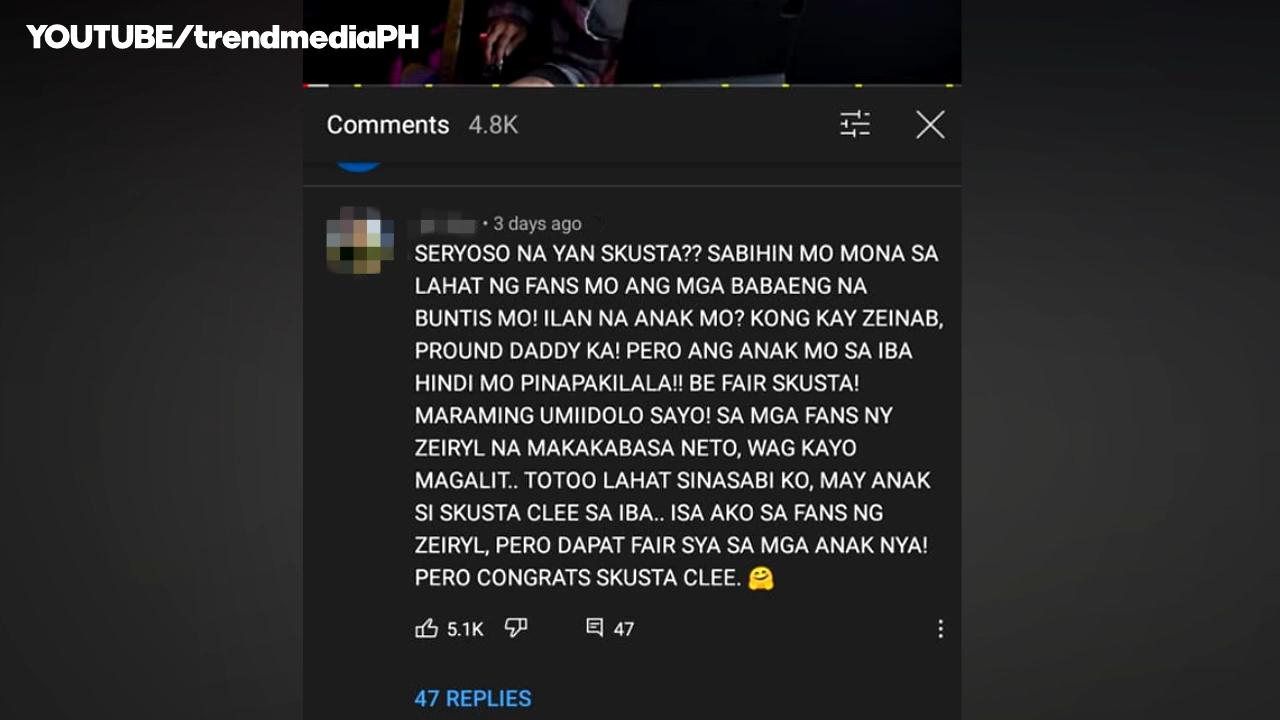 YOUTUBE/trendmediaPH
Comments 4.8K
• 3 days ago
SERYOSO NA YAN SKUSTA?? SABIHIN MO MONA SA
LAHAT NG FANS MO ANG MGA BABAENG NA
BUNTIS MO! ILAN NA ANAK MO? KONG KAY ZEINAB,
PROUND DADDY KA! PERO ANG ANAK MO SA IBA
HINDI MO PINAPAKILALA!! BE FAIR SKUSTA!
MARAMING UMIIDOLO SAYO! SA MGA FANS NY
ZEIRYL NA MAKAKABASA NETO, WAG KAYO
MAGALIT.. TOTOO LAHAT SINASABI KO, MAY ANAK
SI SKUSTA CLEE SA IBA.. ISA AKO SA FANS NG
ZEIRYL, PERO DAPAT FAIR SYA SA MGA ANAK NYA!
PERO CONGRATS SKUSTA CLEE. 🤗
5.1K 47
47 REPLIES